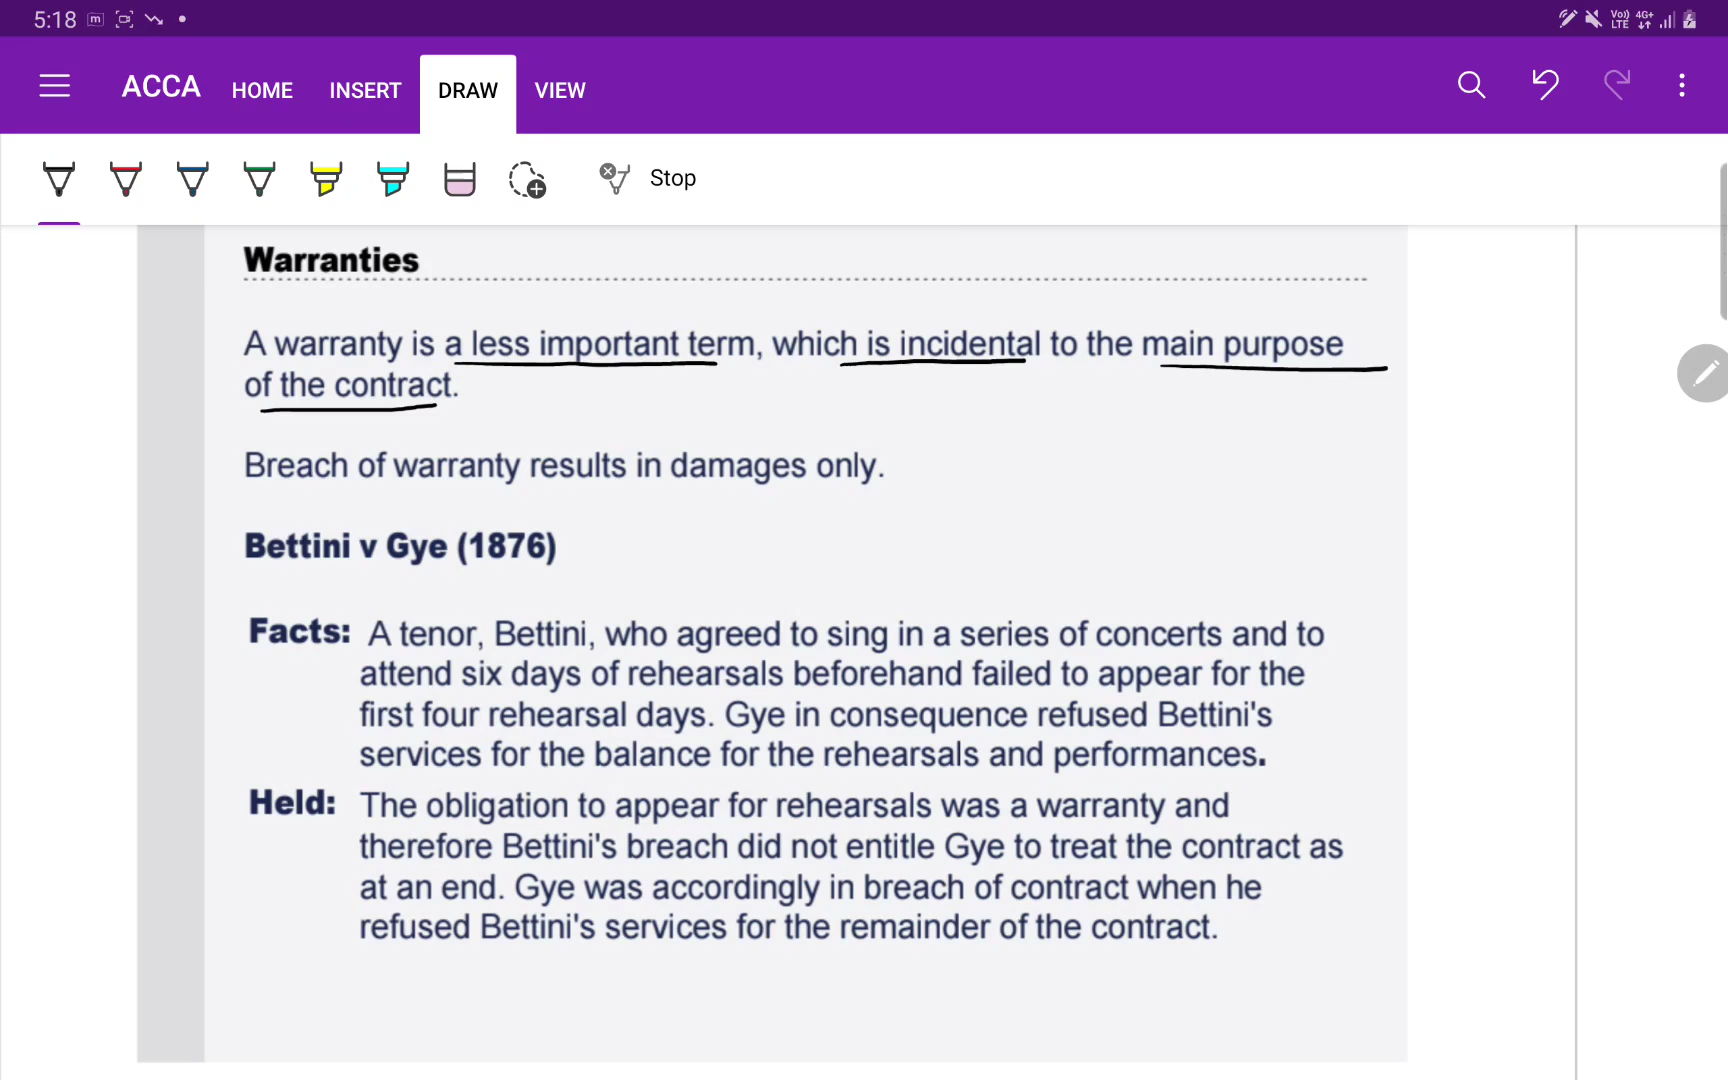 5:18
Vo)) LTE 4G+
ACCA HOME INSERT DRAW VIEW
Stop
Warranties
A warranty is a less important term, which is incidental to the main purpose
of the contract.
Breach of warranty results in damages only.
Bettini v Gye (1876)
Facts: A tenor, Bettini, who agreed to sing in a series of concerts and to
attend six days of rehearsals beforehand failed to appear for the
first four rehearsal days. Gye in consequence refused Bettini's
services for the balance for the rehearsals and performances.
Held: The obligation to appear for rehearsals was a warranty and
therefore Bettini's breach did not entitle Gye to treat the contract as
at an end. Gye was accordingly in breach of contract when he
refused Bettini's services for the remainder of the contract.